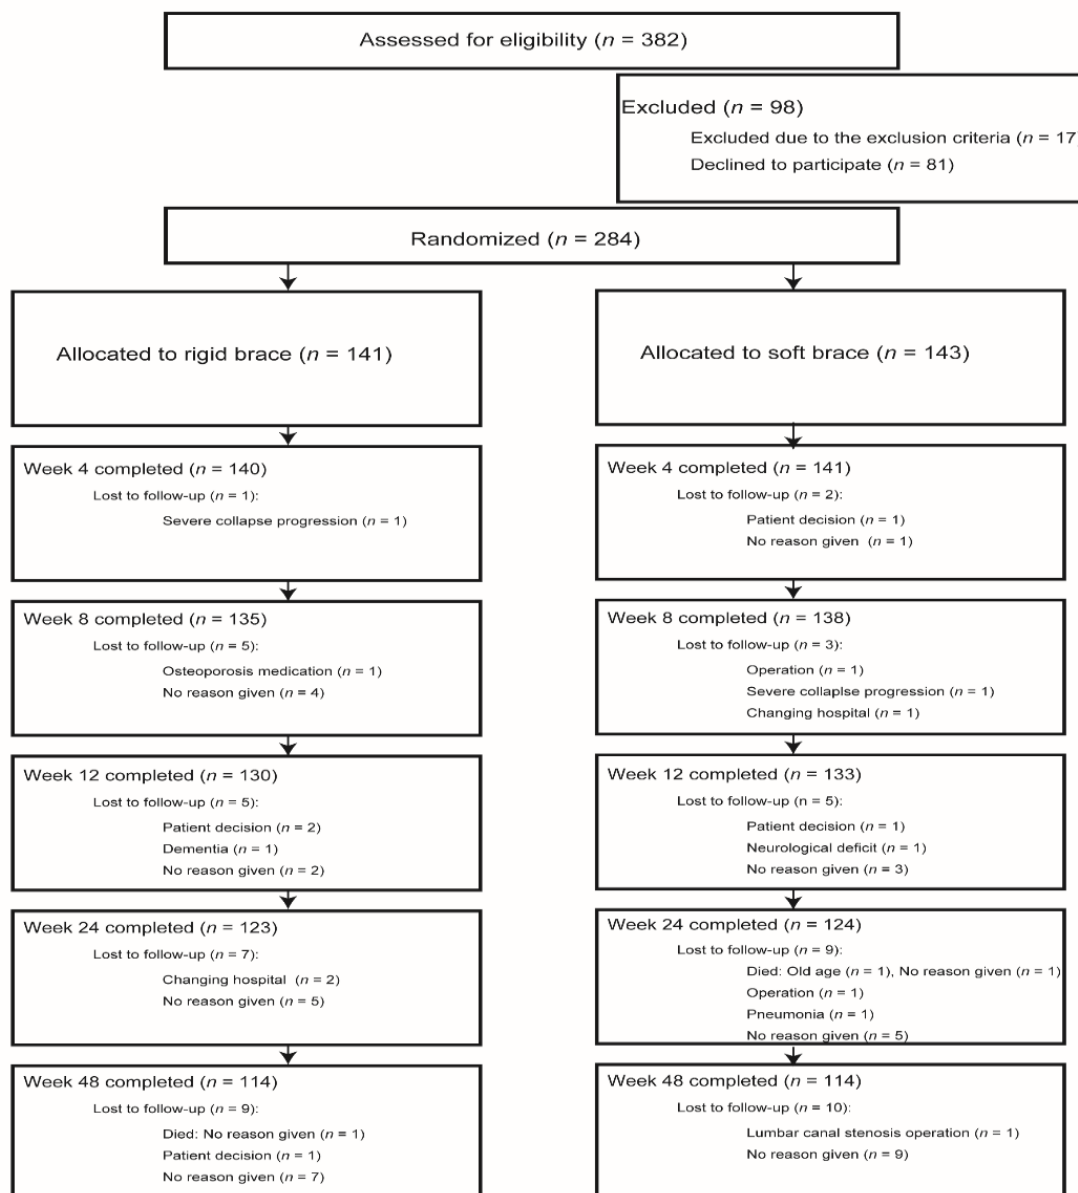 Assessed for eligibility (n = 382)
Excluded (n = 98)
Excluded due to the exclusion criteria (n = 17)
Declined to participate (n = 81)
Randomized (n = 284)
Allocated to rigid brace (n = 141)
Week 4 completed (n = 140)
Lost to follow-up (n = 1):
Severe collapse progression (n = 1)
Week 8 completed (n = 135)
Lost to follow-up (n = 5):
Osteoporosis medication (n = 1)
No reason given (n = 4)
Week 12 completed (n = 130)
Lost to follow-up (n = 5):
Patient decision (n = 2)
Dementia (n = 1)
No reason given (n = 2)
Week 24 completed (n = 123)
Lost to follow-up (n = 7):
Changing hospital (n = 2)
No reason given (n = 5)
Week 48 completed (n = 114)
Lost to follow-up (n = 9):
Died: No reason given (n = 1)
Patient decision (n = 1)
No reason given (n = 7)
Allocated to soft brace (n = 143)
Week 4 completed (n = 141)
Lost to follow-up (n = 2):
Patient decision (n = 1)
No reason given (n = 1)
Week 8 completed (n = 138)
Lost to follow-up (n = 3):
Operation (n = 1)
Severe collaplse progression (n = 1)
Changing hospital (n = 1)
Week 12 completed (n = 133)
Lost to follow-up (n = 5):
Patient decision (n = 1)
Neurological deficit (n = 1)
No reason given (n = 3)
Week 24 completed (n = 124)
Lost to follow-up (n = 9):
Died: Old age (n = 1), No reason given (n = 1)
Operation (n = 1)
Pneumonia (n = 1)
No reason given (n = 5)
Week 48 completed (n = 114)
Lost to follow-up (n = 10):
Lumbar canal stenosis operation (n = 1)
No reason given (n = 9)